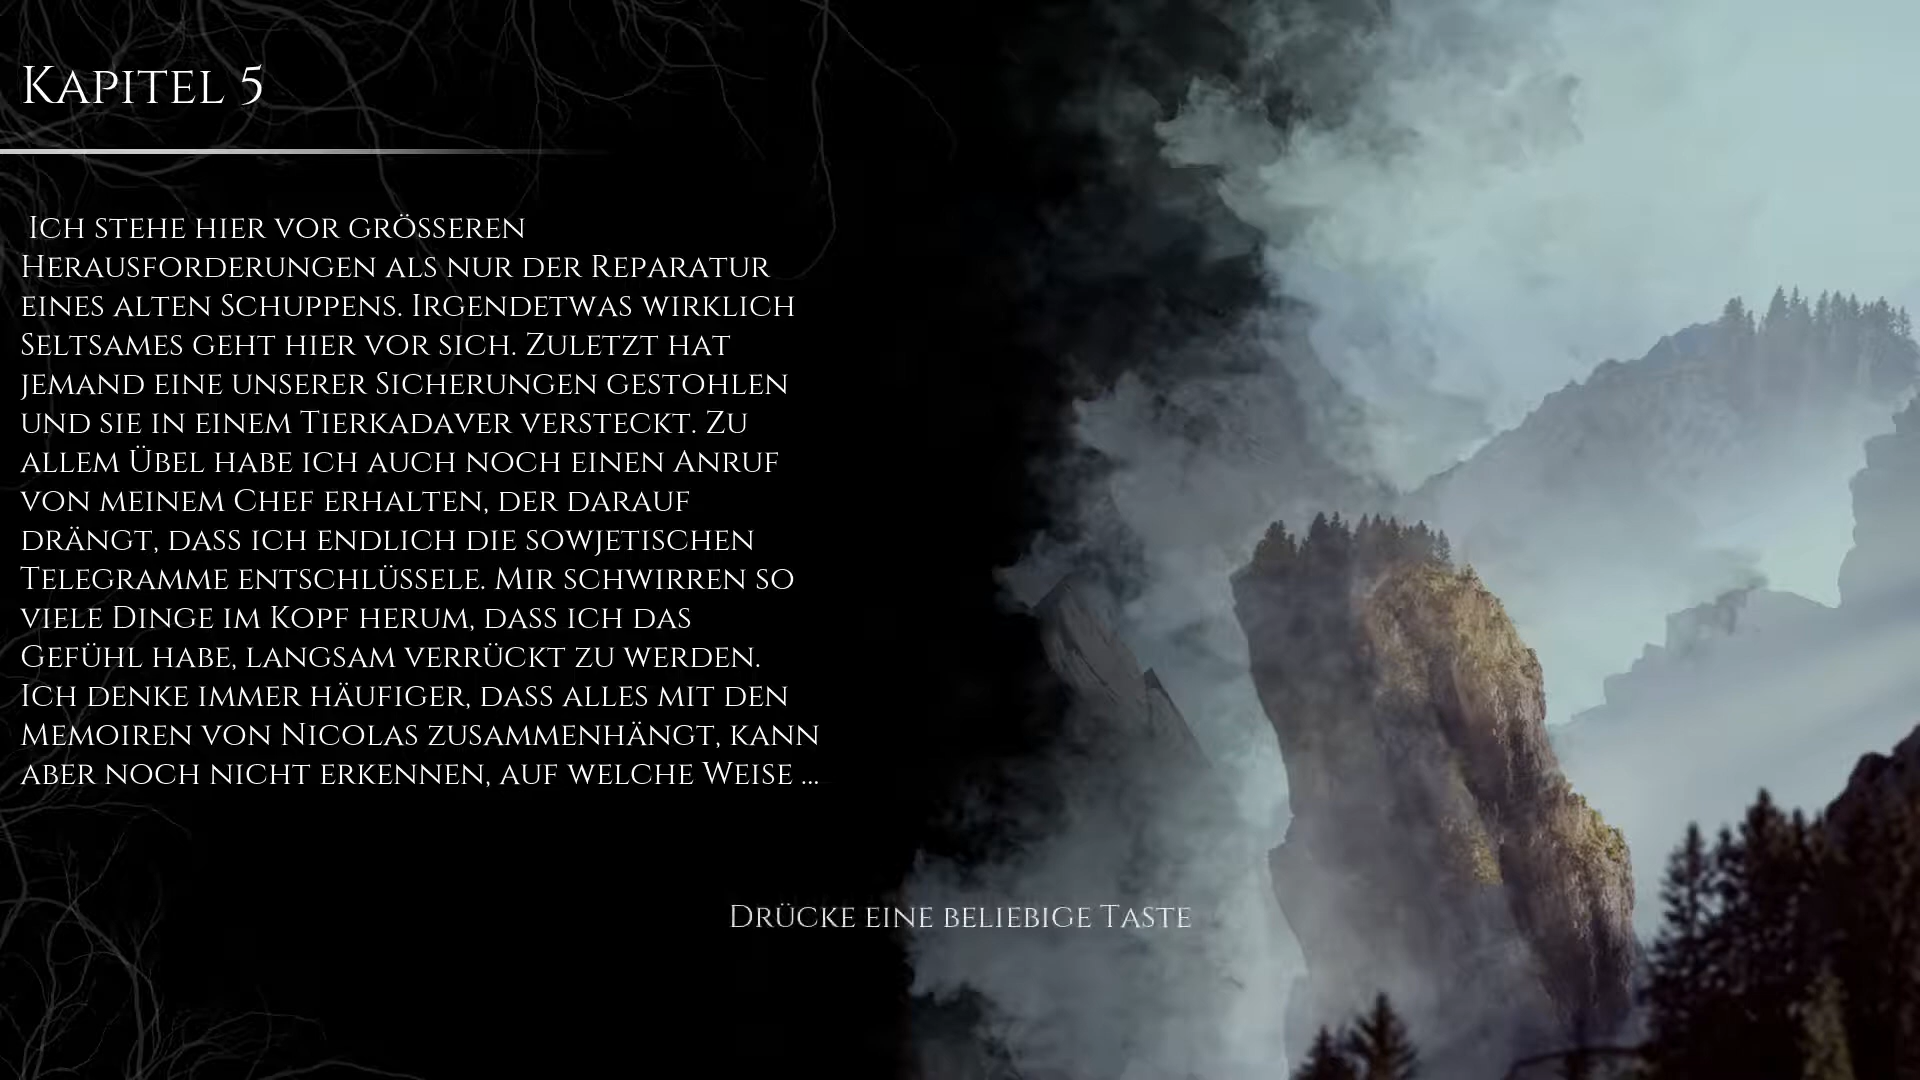 Kapitel 5
Ich stehe hier vor größeren
Herausforderungen als nur der Reparatur
eines alten Schuppens. Irgendetwas wirklich
Seltsames geht hier vor sich. Zuletzt hat
jemand eine unserer Sicherungen gestohlen
und sie in einem Tierkadaver versteckt. Zu
allem Übel habe ich auch noch einen Anruf
von meinem Chef erhalten, der darauf
drängt, dass ich endlich die sowjetischen
Telegramme entschlüssele. Mir schwirren so
viele Dinge im Kopf herum, dass ich das
Gefühl habe, langsam verrückt zu werden.
Ich denke immer häufiger, dass alles mit den
Memoiren von Nicolas zusammenhängt, kann
aber noch nicht erkennen, auf welche Weise ...
Drücke eine beliebige Taste